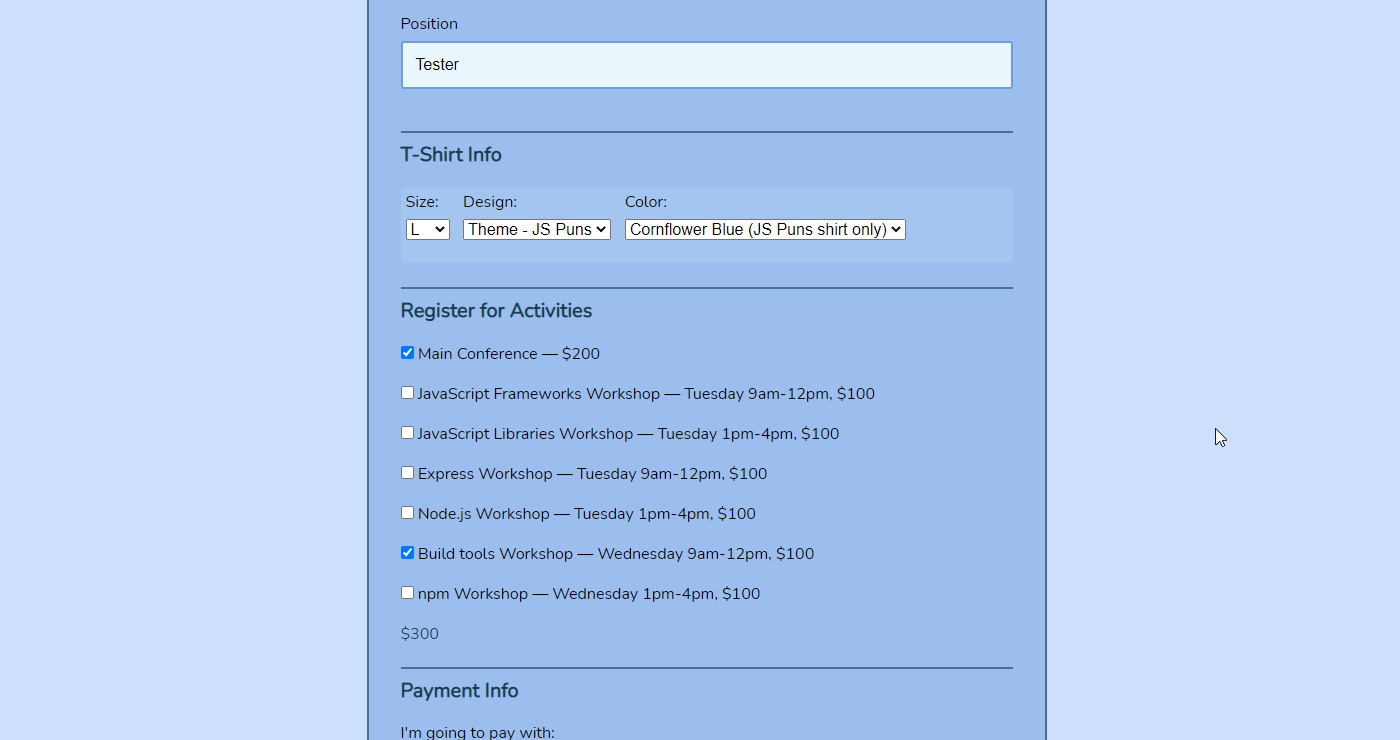 Position
Tester
T-Shirt Info
Size: Design: Color:
L Theme - JS Puns Cornflower Blue (JS Puns shirt only)
Register for Activities
Main Conference — $200
JavaScript Frameworks Workshop — Tuesday 9am-12pm, $100
JavaScript Libraries Workshop — Tuesday 1pm-4pm, $100
Express Workshop — Tuesday 9am-12pm, $100
Node.js Workshop — Tuesday 1pm-4pm, $100
Build tools Workshop — Wednesday 9am-12pm, $100
npm Workshop — Wednesday 1pm-4pm, $100
$300
Payment Info
I'm going to pay with: